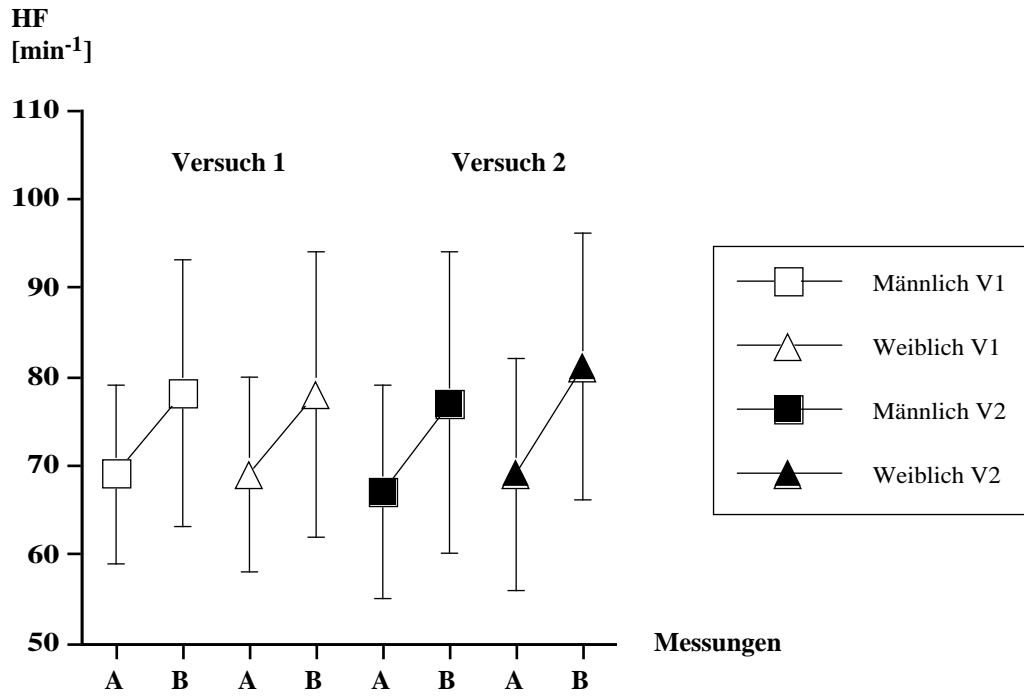 HF
[min-1]
110
Versuch 1 Versuch 2
100
90
80
70
60
50
Messungen
A B A B A B A B
Männlich V1
Weiblich V1
Männlich V2
Weiblich V2